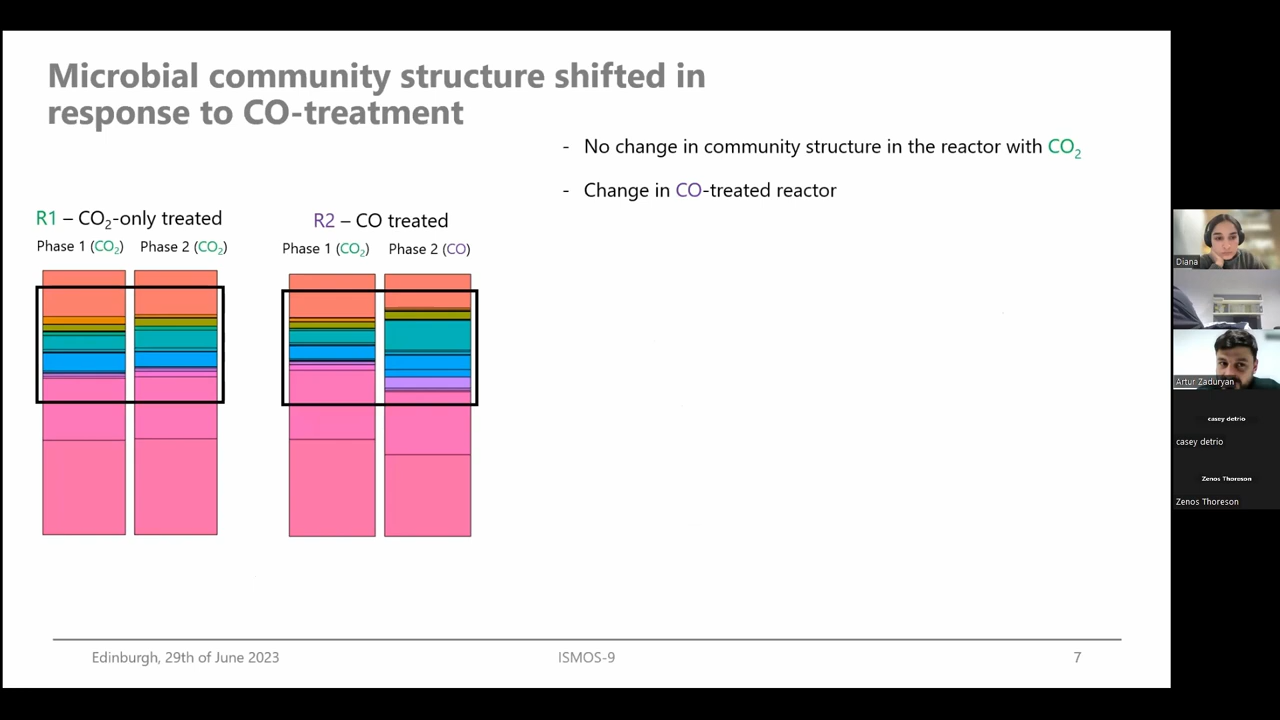 Microbial community structure shifted in
response to CO-treatment
- No change in community structure in the reactor with CO₂
- Change in CO-treated reactor
R1 – CO₂-only treated
Phase 1 (CO₂) Phase 2 (CO₂)
R2 – CO treated
Phase 1 (CO₂) Phase 2 (CO)
Edinburgh, 29th of June 2023
ISMOS-9
7
Diana
Artur Zaduryan
casey detrio
casey detrio
Zenos Thoreson
Zenos Thoreson